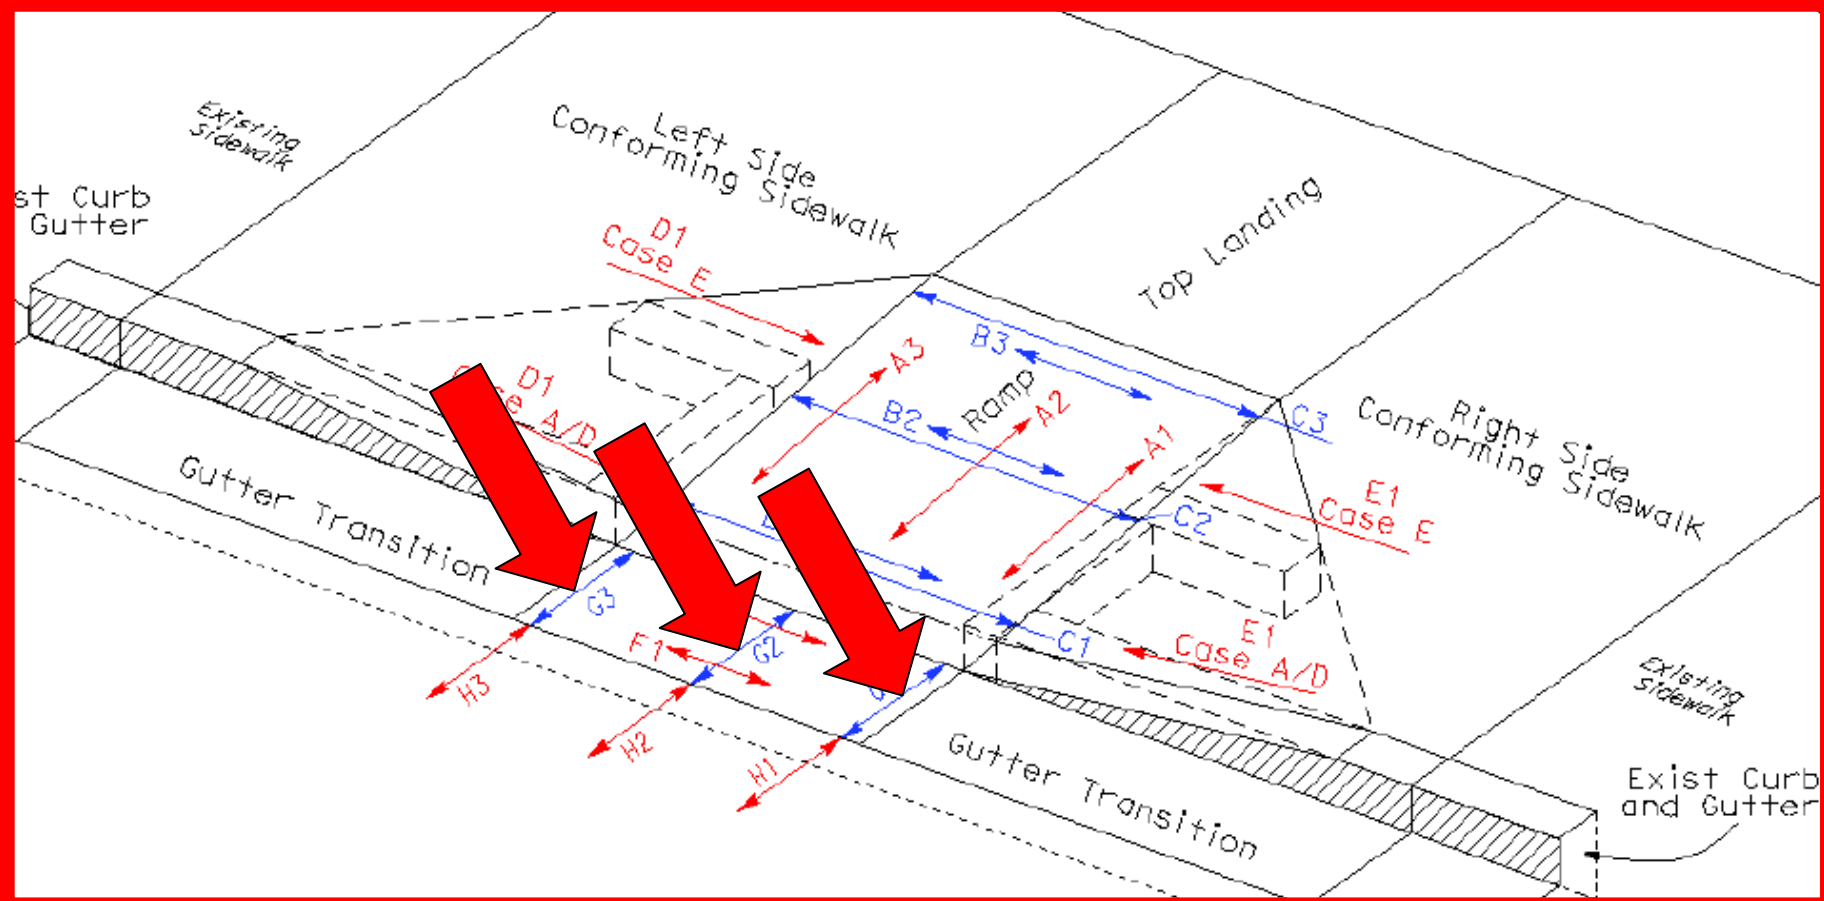 Existing
Sidewalk
st Curb
Gutter
Left Side
Conforming Sidewalk
Top Landing
D1
Case E
B3
A3
Ramp
A2
B2
A1
C3
Right Side
Conforming Sidewalk
D1
e A/D
E1
Case E
C2
Gutter Transition
G3
G2
F1
C1
E1
Case A/D
H3
H2
H1
Existing
Sidewalk
Gutter Transition
Exist Curb
and Gutter